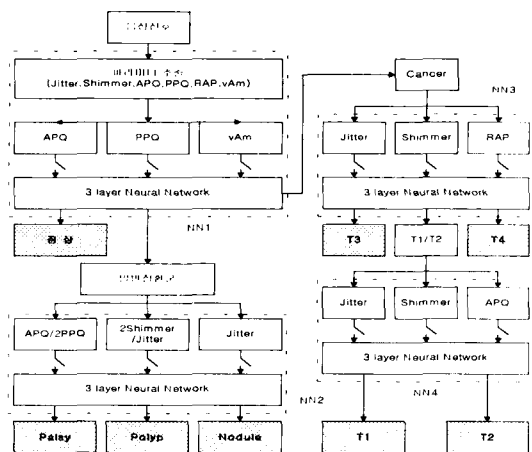 (Jitter,Shimmer,APQ,PPQ,RAP,vAm)
APQ
PPQ
vAm
3 layer Neural Network
NN1
정 상
APQ/2PPQ
2Shimmer
/Jitter
Jitter
3 layer Neural Network
NN2
Palsy
Polyp
Nodule
Cancer
NN3
Jitter
Shimmer
RAP
3 layer Neural Network
T3
T1/T2
T4
Jitter
Shimmer
APQ
3 layer Neural Network
NN4
T1
T2